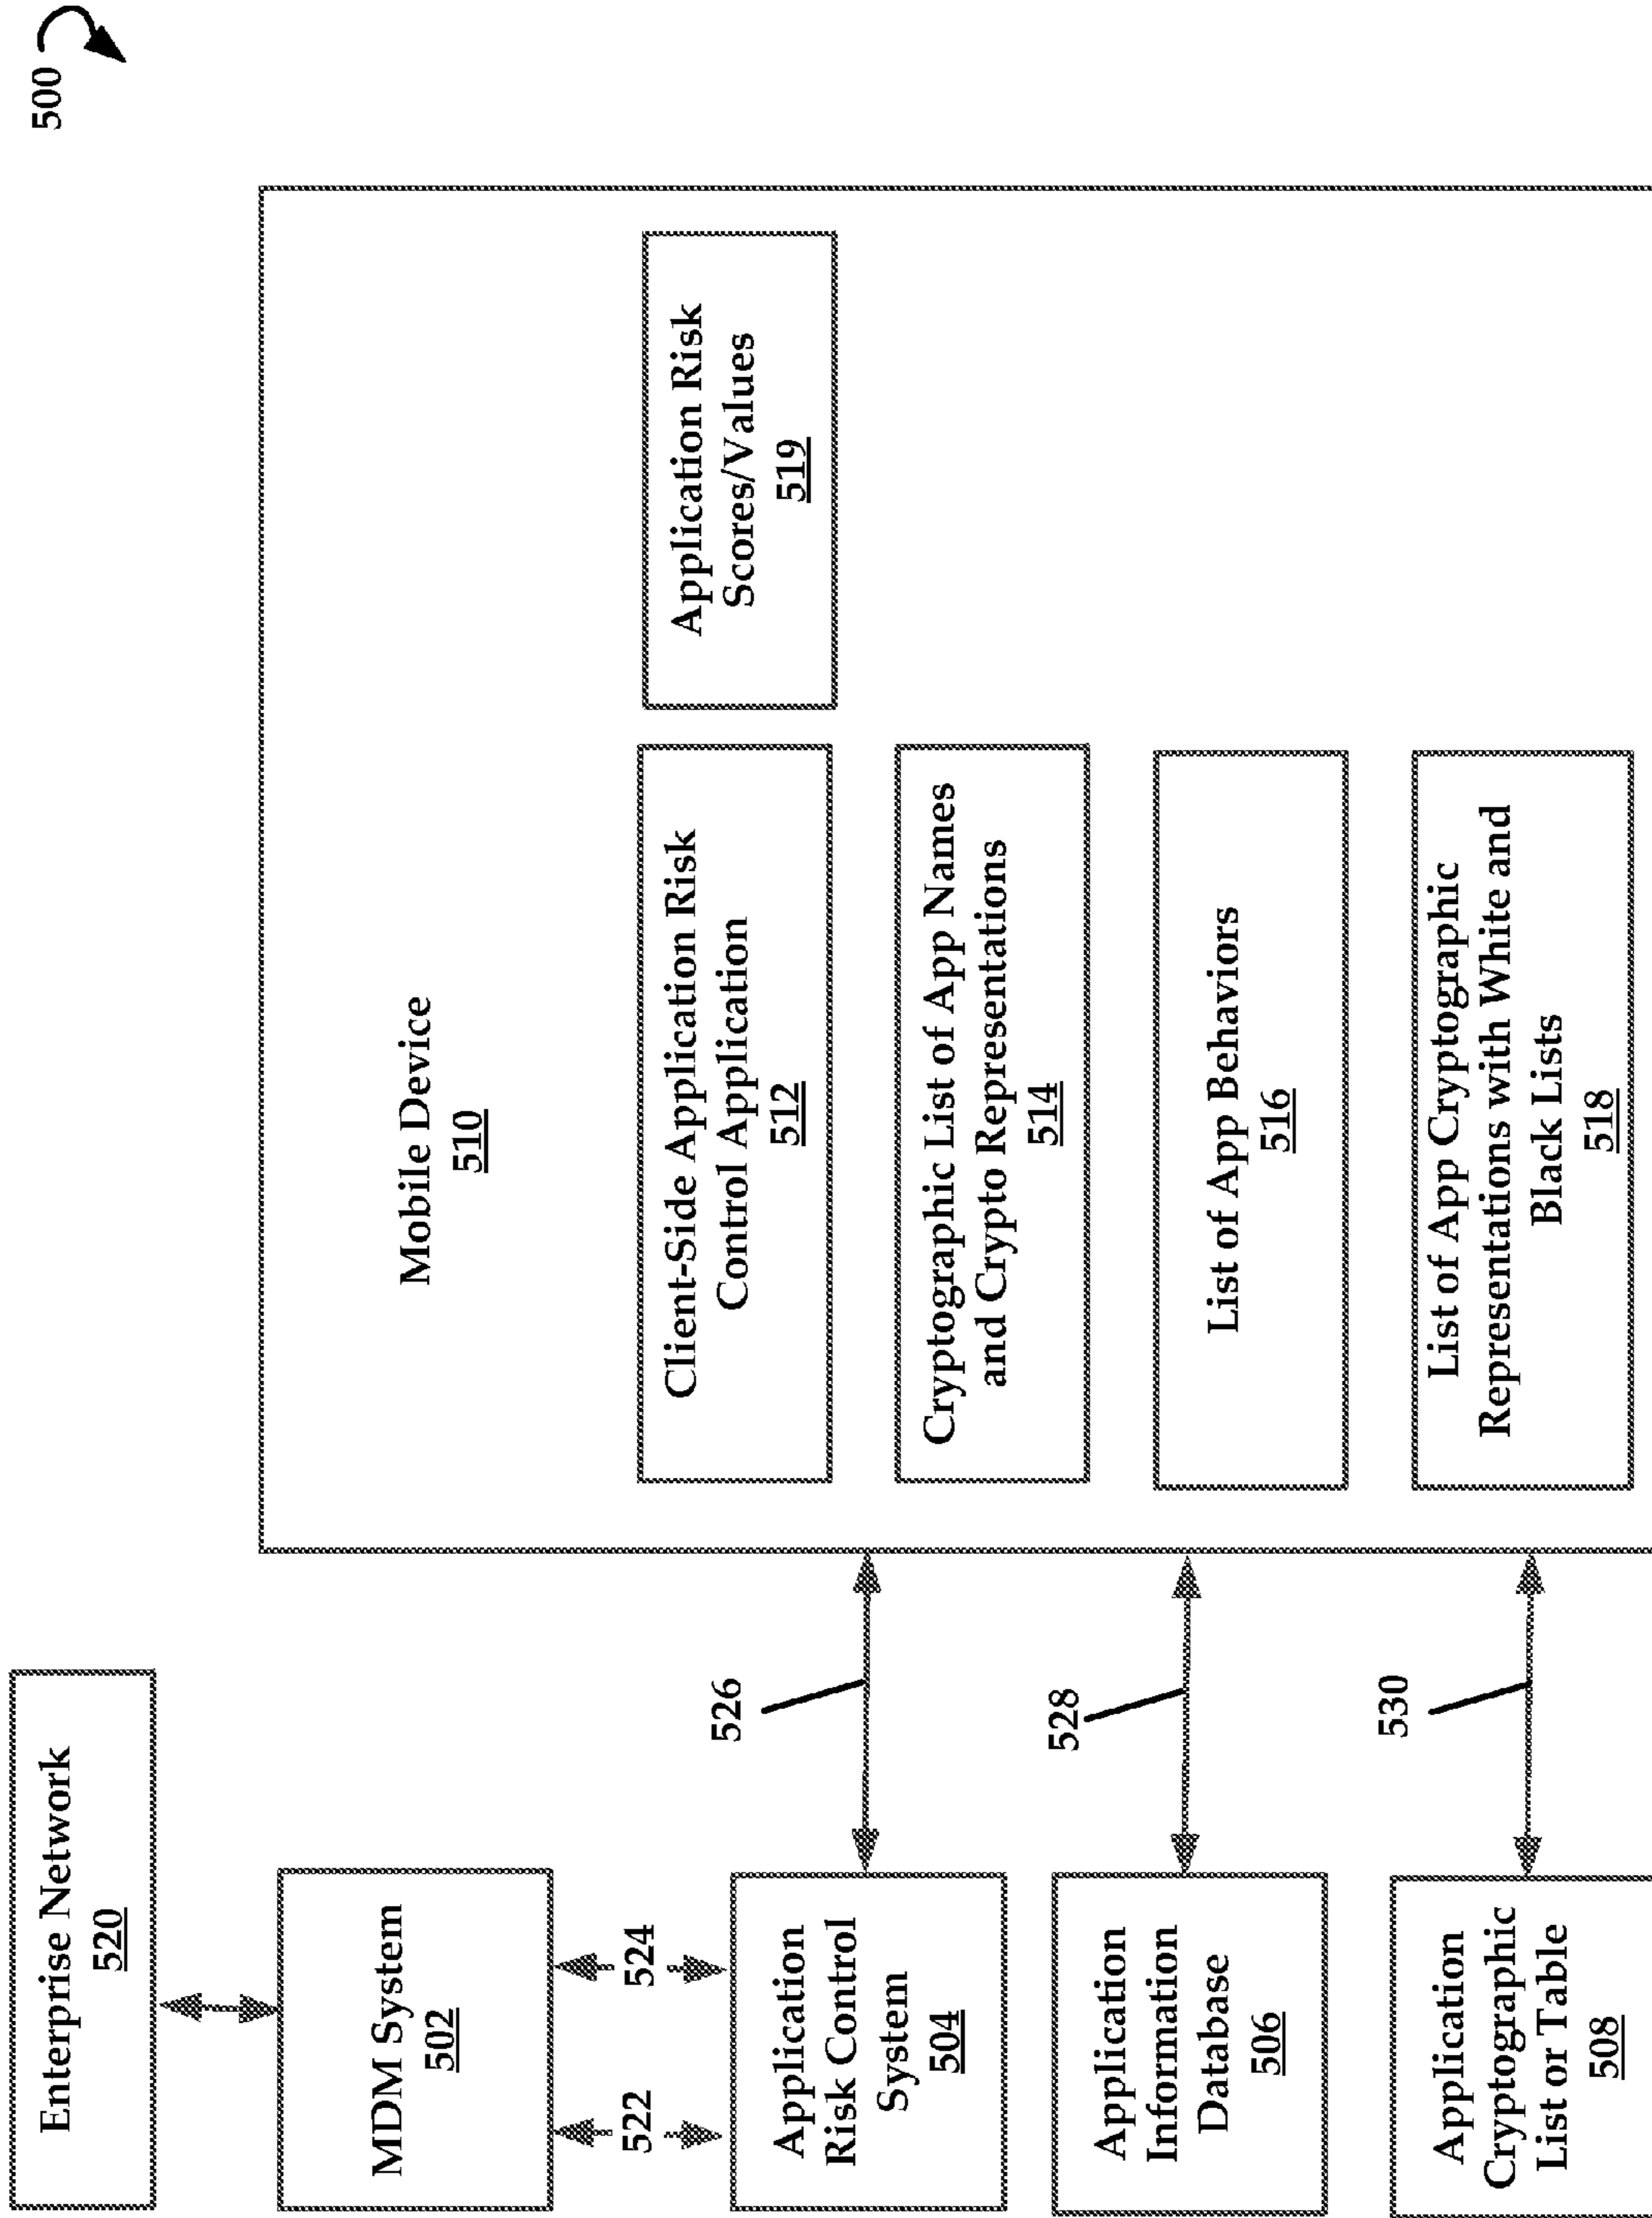 500
Enterprise Network
520
MDM System
502
522
524
Application
Risk Control
System
504
Application
Information
Database
506
Application
Cryptographic
List or Table
508
526
528
530
Mobile Device
510
Client-Side Application Risk
Control Application
512
Application Risk
Scores/Values
519
Cryptographic List of App Names
and Crypto Representations
514
List of App Behaviors
516
List of App Cryptographic
Representations with White and
Black Lists
518